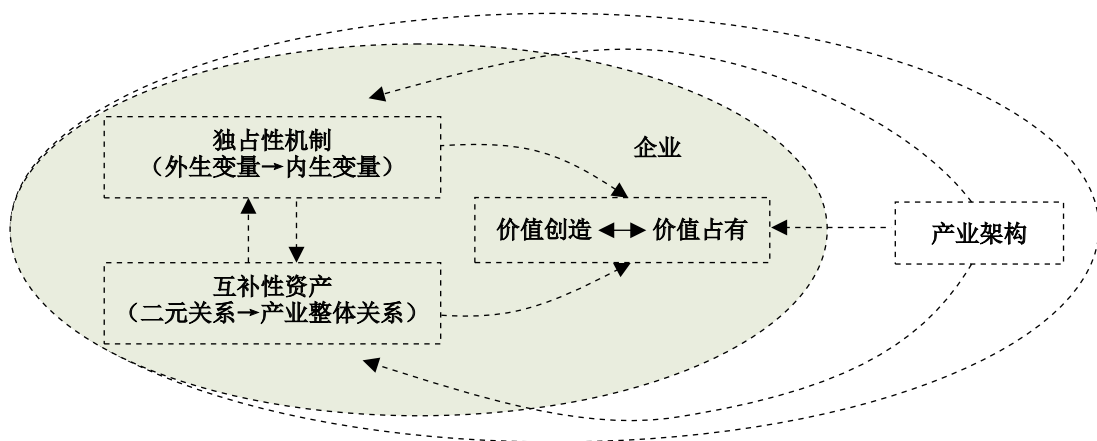 独占性机制
（外生变量→内生变量）
企业
价值创造
价值占有
产业架构
互补性资产
（二元关系→产业整体关系）